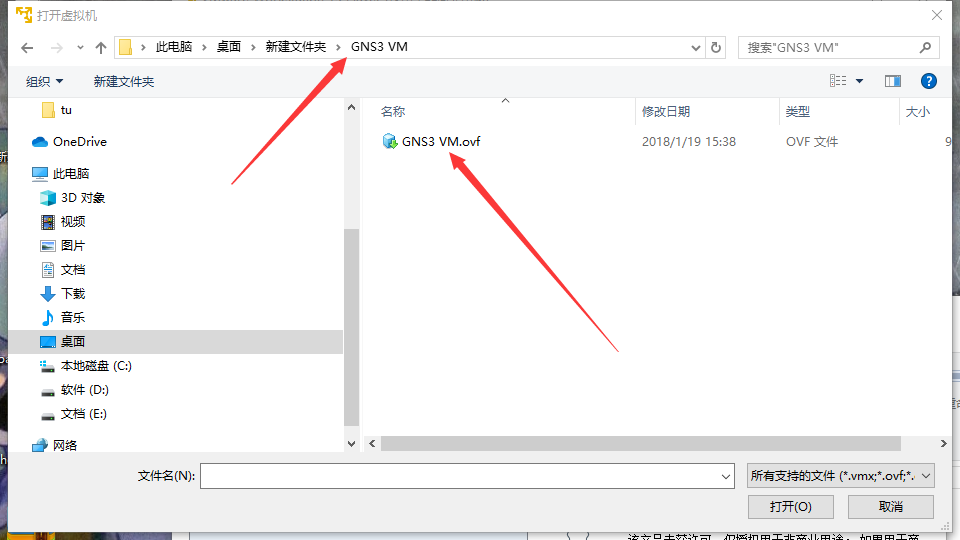 打开虚拟机
此电脑 桌面 新建文件夹 GNS3 VM
搜索"GNS3 VM"
组织 新建文件夹
名称 修改日期 类型 大小
tu
GNS3 VM.ovf 2018/1/19 15:38 OVF 文件 9
OneDrive
此电脑
3D 对象
视频
图片
文档
下载
音乐
桌面
本地磁盘 (C:)
软件 (D:)
文档 (E:)
网络
文件名(N):
所有支持的文件 (*.vmx;*.ovf;*.
打开(O) 取消